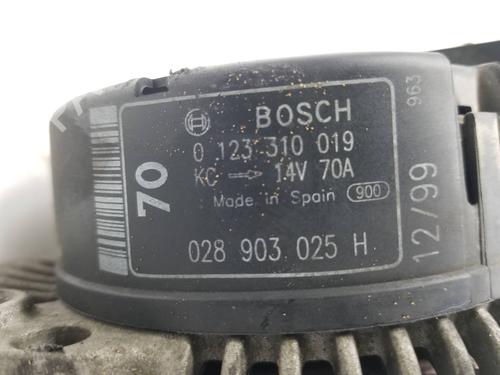 BOSCH
0 123 310 019
KC → 14V 70A
Made in Spain 900
028 903 025 H
70
12/99
963